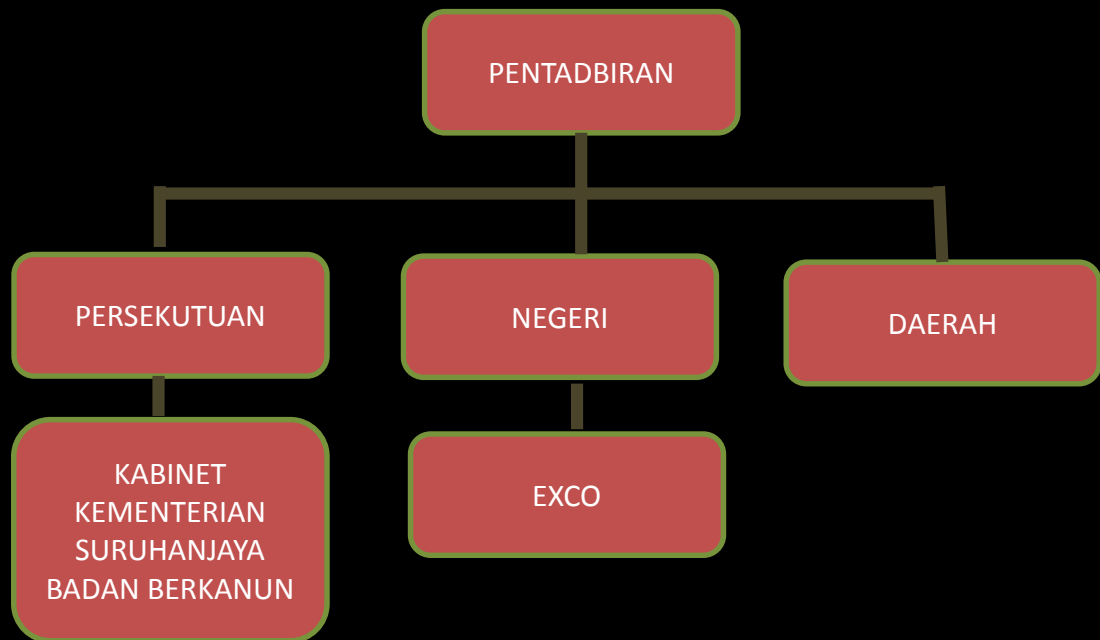 PENTADBIRAN
PERSEKUTUAN
NEGERI
DAERAH
KABINET
KEMENTERIAN
SURUHANJAYA
BADAN BERKANUN
EXCO